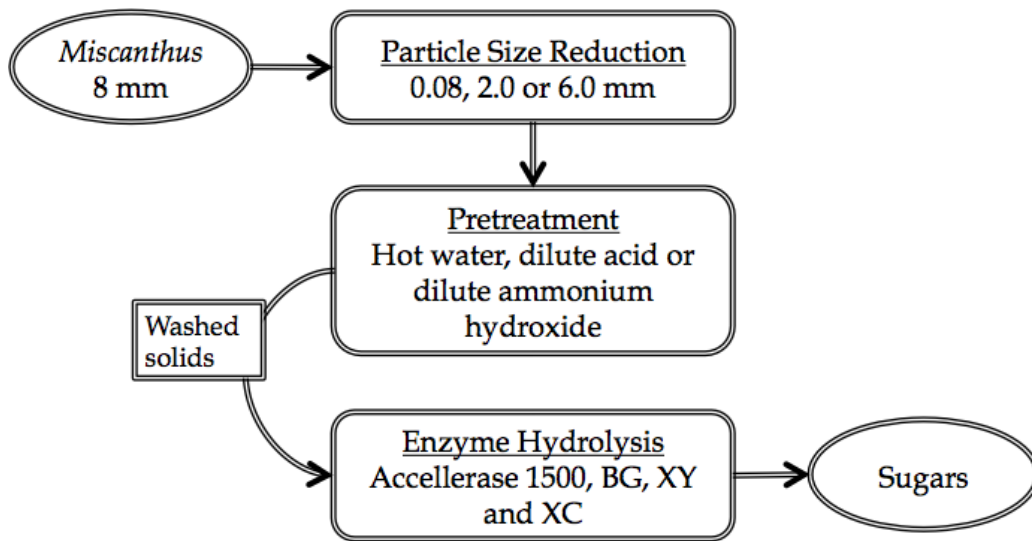 Miscanthus
8 mm
Particle Size Reduction
0.08, 2.0 or 6.0 mm
Pretreatment
Hot water, dilute acid or
dilute ammonium
hydroxide
Washed
solids
Enzyme Hydrolysis
Accellerase 1500, BG, XY
and XC
Sugars